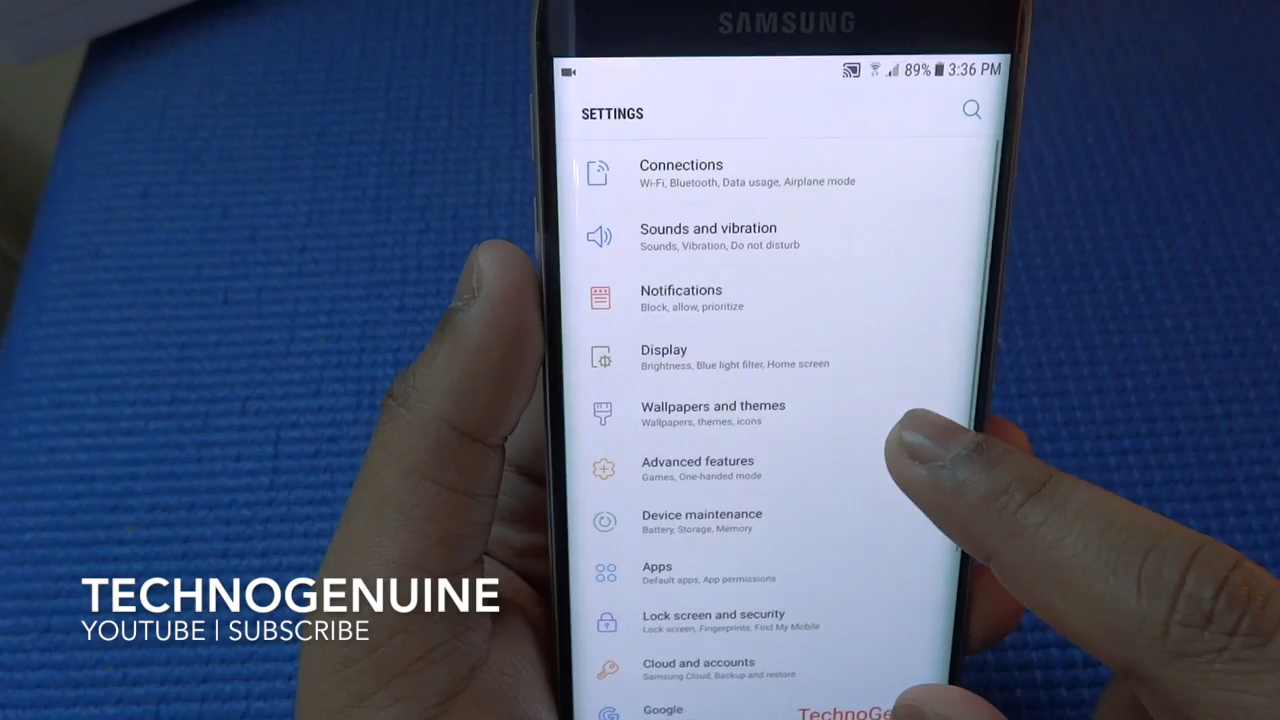 SAMSUNG
89% 3:36 PM
SETTINGS
Connections
Wi-Fi, Bluetooth, Data usage, Airplane mode
Sounds and vibration
Sounds, Vibration, Do not disturb
Notifications
Block, allow, prioritize
Display
Brightness, Blue light filter, Home screen
Wallpapers and themes
Wallpapers, themes, icons
Advanced features
Games, One-handed mode
Device maintenance
Battery, Storage, Memory
Apps
Default apps, App permissions
Lock screen and security
Lock screen, Fingerprints, Find My Mobile
Cloud and accounts
Samsung Cloud, Backup and restore
Google
TechnoGe
TECHNOGENUINE
YOUTUBE | SUBSCRIBE